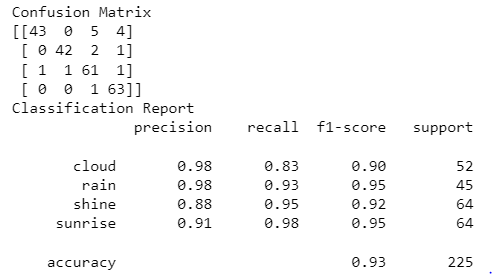 Confusion Matrix
[[43 0 5 4]
[ 0 42 2 1]
[ 1 1 61 1]
[ 0 0 1 63]]
Classification Report
precision recall f1-score support
cloud 0.98 0.83 0.90 52
rain 0.98 0.93 0.95 45
shine 0.88 0.95 0.92 64
sunrise 0.91 0.98 0.95 64
accuracy 0.93 225